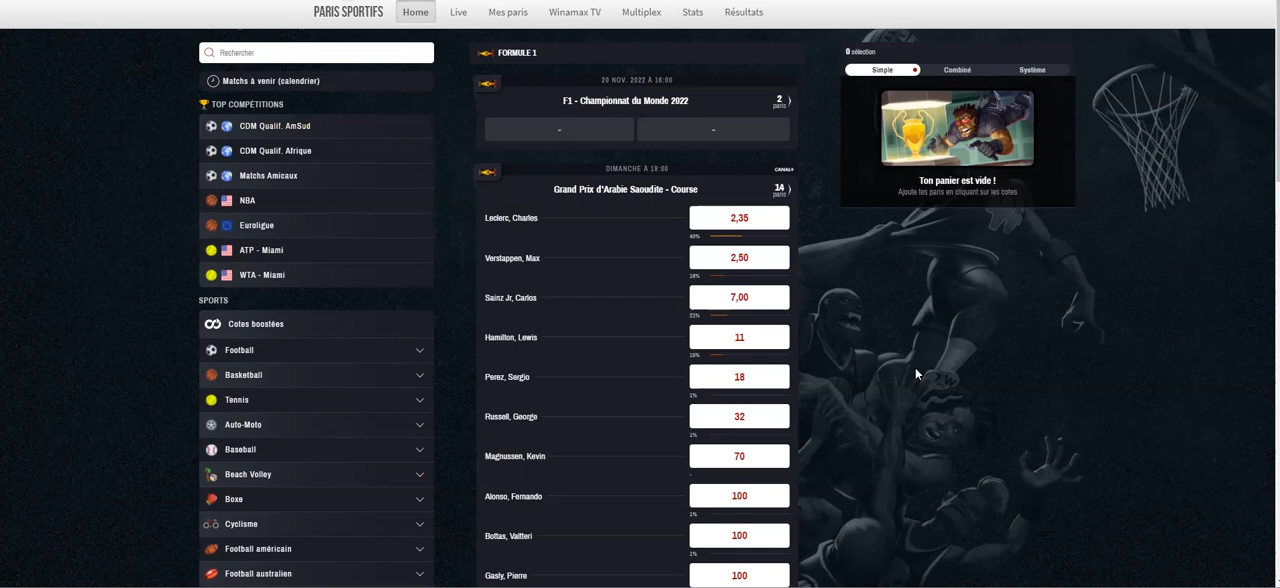 PARIS SPORTIFS
Home
Live
Mes paris
Winamax TV
Multiplex
Stats
Résultats
Rechercher
Matchs à venir (calendrier)
TOP COMPÉTITIONS
CDM Qualif. AmSud
CDM Qualif. Afrique
Matchs Amicaux
NBA
Euroligue
ATP - Miami
WTA - Miami
SPORTS
Cotes boostées
Football
Basketball
Tennis
Auto-Moto
Baseball
Beach Volley
Boxe
Cyclisme
Football américain
Football australien
FORMULE 1
20 NOV. 2022 À 16:00
F1 - Championnat du Monde 2022
2
paris
-
-
DIMANCHE À 19:00
CANAL+
Grand Prix d'Arabie Saoudite - Course
14
paris
Leclerc, Charles 2,35
40%
Verstappen, Max 2,50
Sainz Jr, Carlos 7,00
21%
Hamilton, Lewis 11
Perez, Sergio 18
1%
Russell, George 32
1%
Magnussen, Kevin 70
-
Alonso, Fernando 100
1%
Bottas, Valtteri 100
1%
Gasly, Pierre 100
0 sélection
Simple
Combiné
Système
Ton panier est vide !
Ajoute tes paris en cliquant sur les cotes